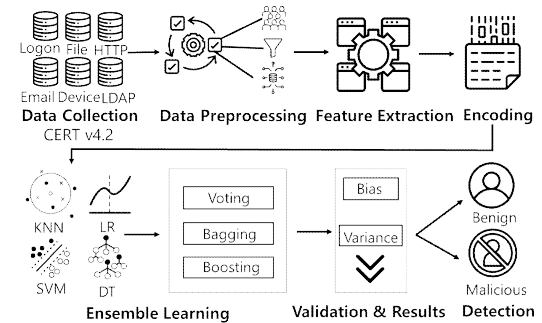 Logon File HTTP
Email Device LDAP
Data Collection Data Preprocessing Feature Extraction Encoding
CERT v4.2
KNN LR
SVM DT
Voting
Bagging
Boosting
Ensemble Learning
Bias
Variance
Validation & Results
Benign
Malicious
Detection